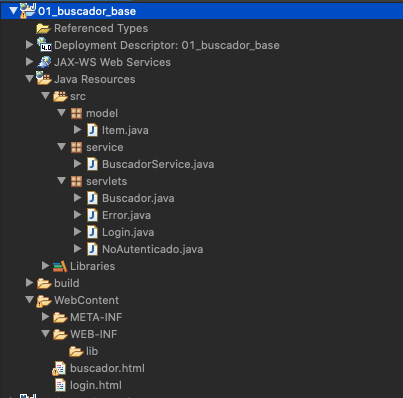 01_buscador_base
Referenced Types
Deployment Descriptor: 01_buscador_base
JAX-WS Web Services
Java Resources
src
model
Item.java
service
BuscadorService.java
servlets
Buscador.java
Error.java
Login.java
NoAutenticado.java
Libraries
build
WebContent
META-INF
WEB-INF
lib
buscador.html
login.html